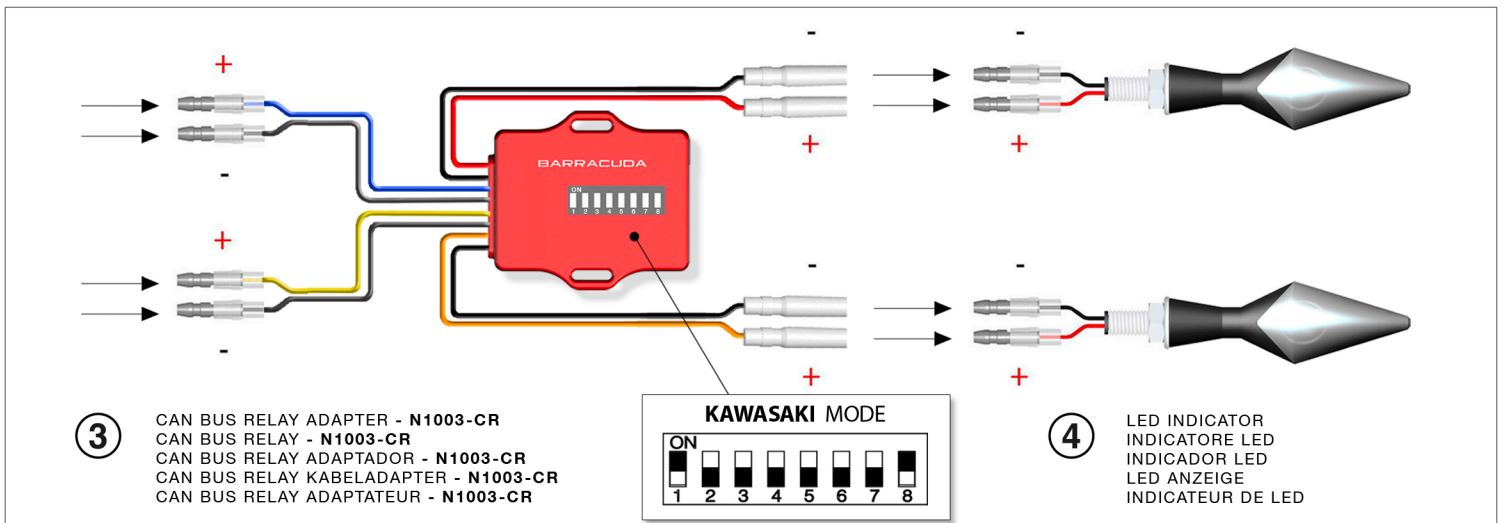 +
-
-
+
-
+
BARRACUDA
ON
1 2 3 4 5 6 7 8
+
-
-
+
-
+
KAWASAKI MODE
ON
1 2 3 4 5 6 7 8
3
CAN BUS RELAY ADAPTER - N1003-CR
CAN BUS RELAY - N1003-CR
CAN BUS RELAY ADAPTADOR - N1003-CR
CAN BUS RELAY KABELADAPTER - N1003-CR
CAN BUS RELAY ADAPTATEUR - N1003-CR
4
LED INDICATOR
INDICATORE LED
INDICADOR LED
LED ANZEIGE
INDICATEUR DE LED